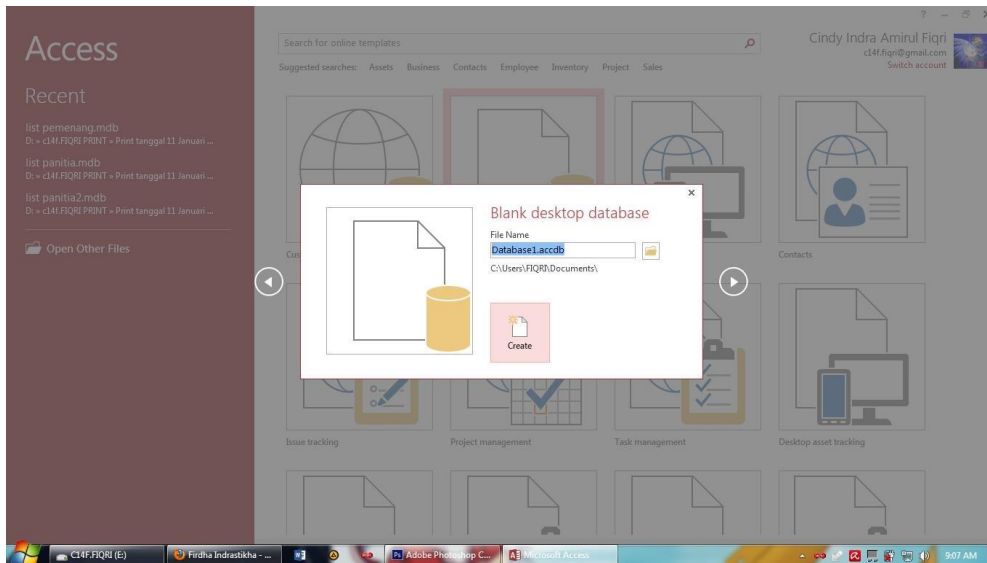 Access
Recent
list pemenang.mdb
D: » c14f.FIQRI PRINT » Print tanggal 11 Januari ...
list panitia.mdb
D: » c14f.FIQRI PRINT » Print tanggal 11 Januari ...
list panitia2.mdb
D: » c14f.FIQRI PRINT » Print tanggal 11 Januari ...
Open Other Files
?
Search for online templates
Suggested searches: Assets Business Contacts Employee Inventory Project Sales
Cindy Indra Amirul Fiqri
c14f.fiqri@gmail.com
Switch account
Blank desktop database
File Name
Database1.accdb
C:\Users\FIQRI\Documents\
Create
Cus
Contacts
Issue tracking
Project management
Task management
Desktop asset tracking
C14F.FIQRI (E:)
Firdha Indrastikha - ...
Adobe Photoshop C...
Microsoft Access
9:07 AM